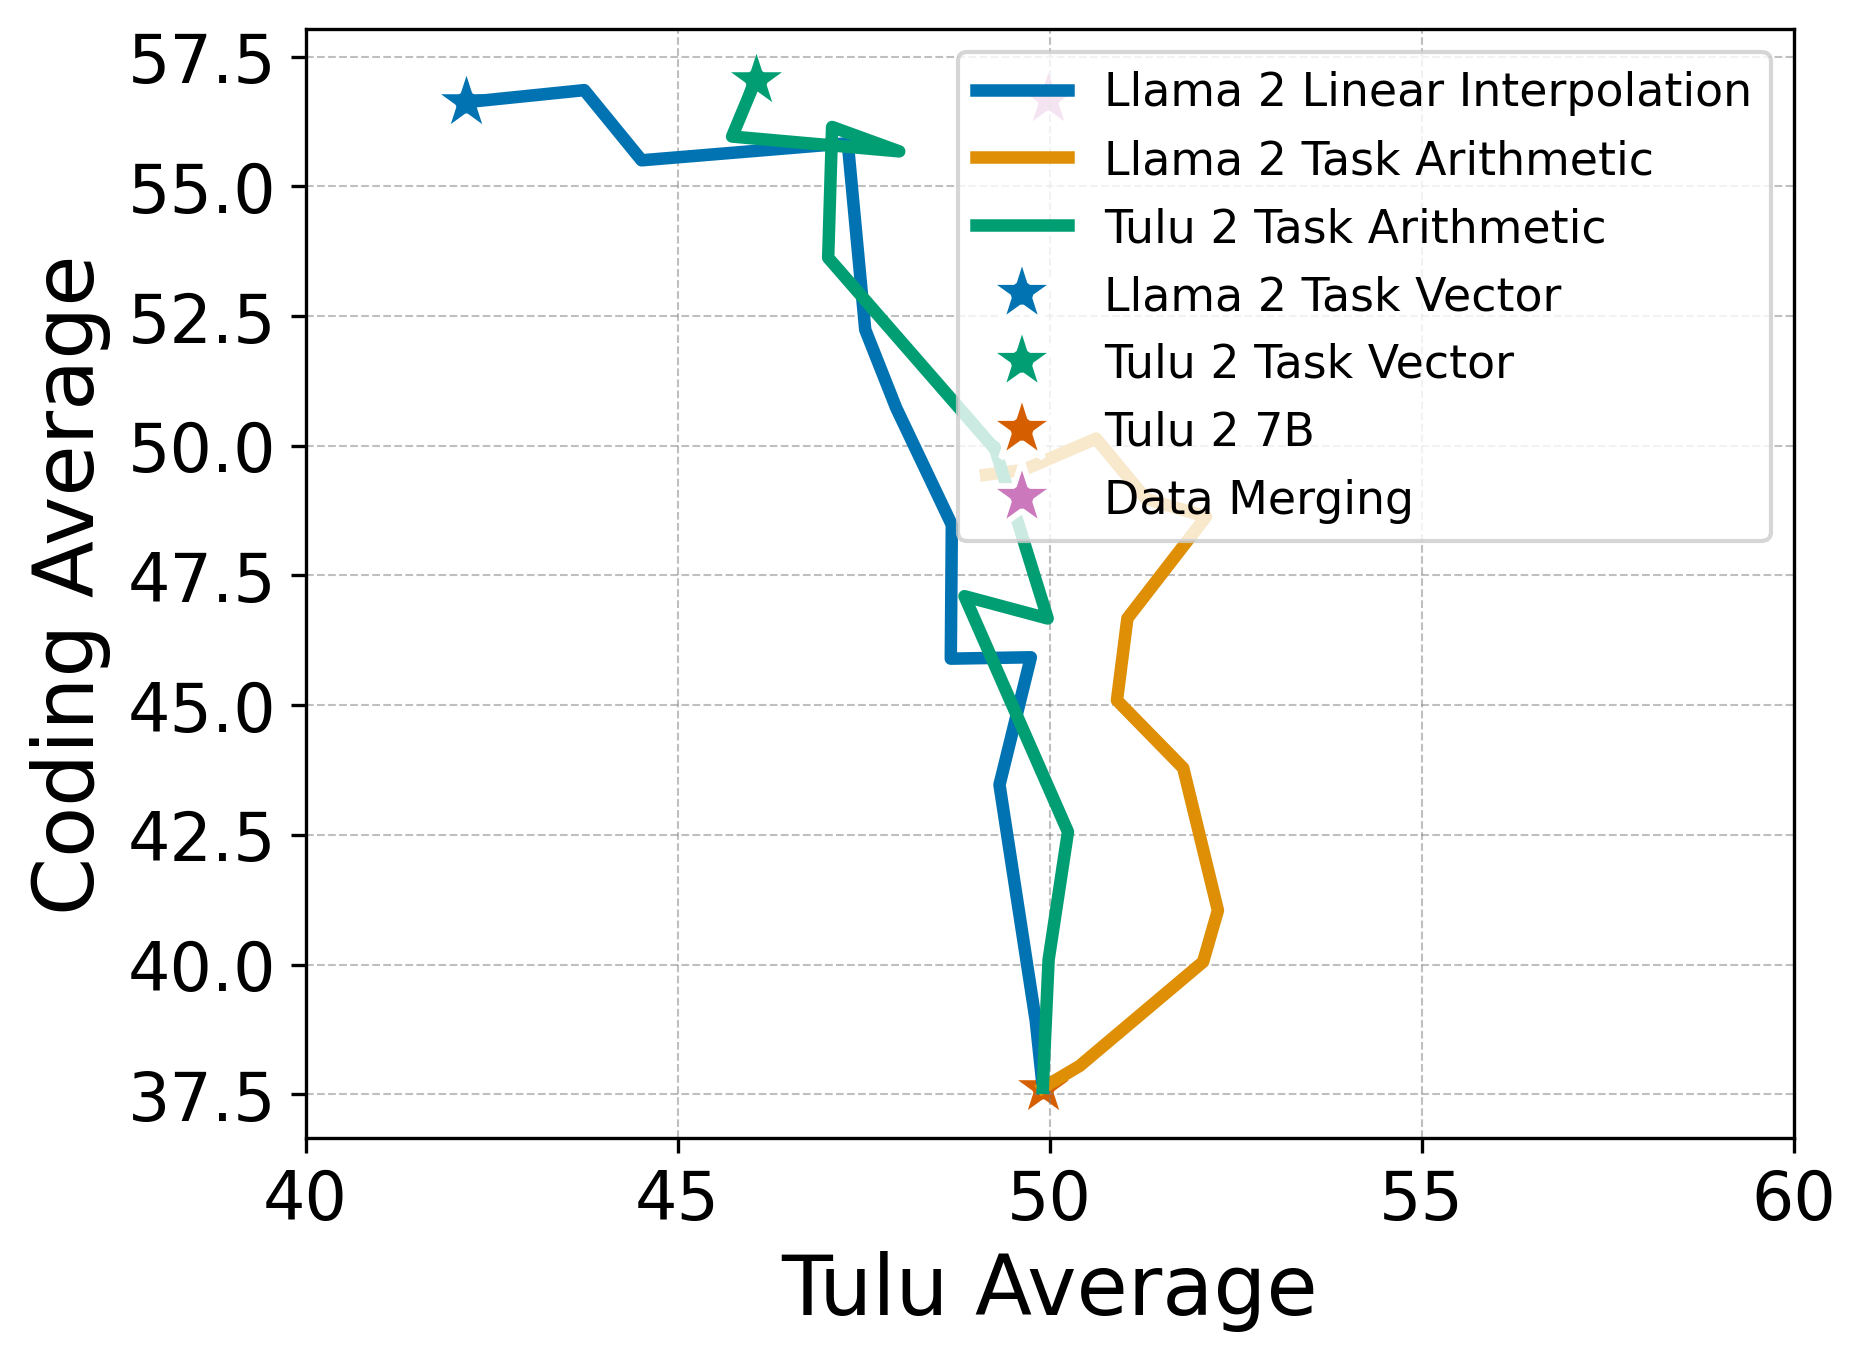 57.5
55.0
52.5
50.0
47.5
45.0
42.5
40.0
37.5
Coding Average
Llama 2 Linear Interpolation
Llama 2 Task Arithmetic
Tulu 2 Task Arithmetic
Llama 2 Task Vector
Tulu 2 Task Vector
Tulu 2 7B
Data Merging
40 45 50 55 60
Tulu Average